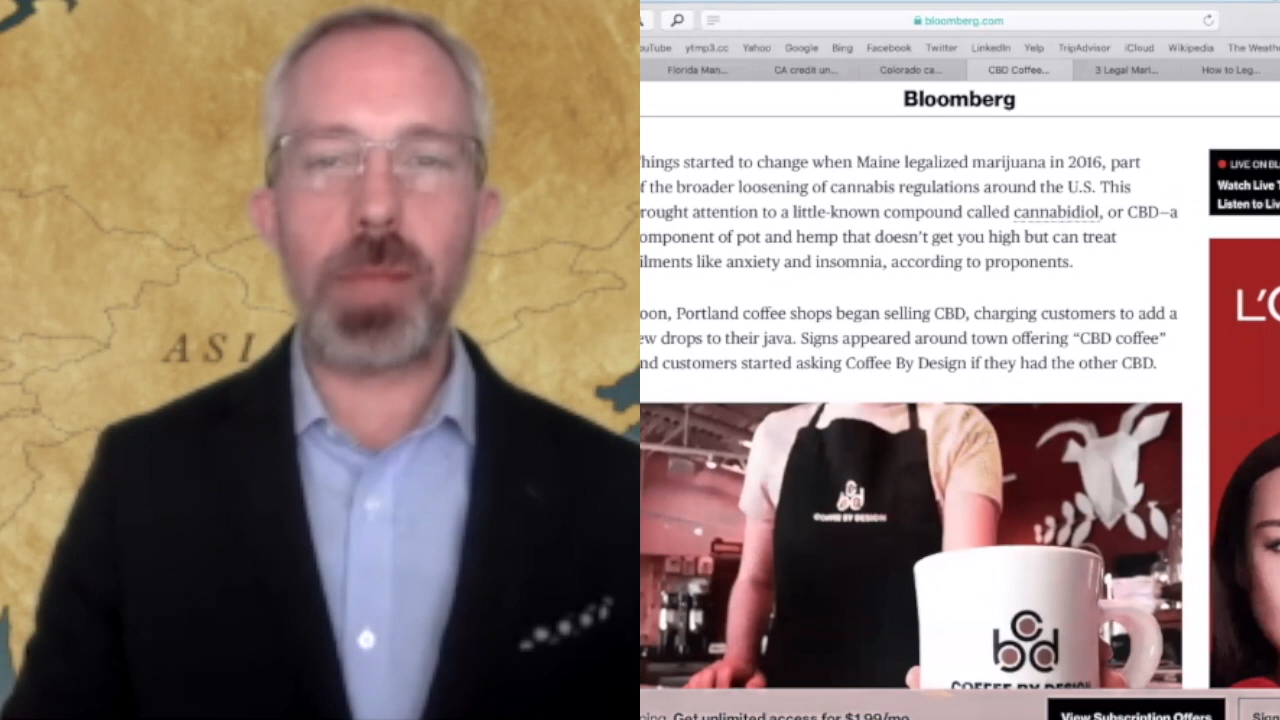 ASI
bloomberg.com
ouTube ytmp3.cc Yahoo Google Bing Facebook Twitter LinkedIn Yelp TripAdvisor iCloud Wikipedia The Weath
Florida Man... CA credit un... Colorado ca... CBD Coffee... 3 Legal Mari... How to Leg...
Bloomberg
hings started to change when Maine legalized marijuana in 2016, part
f the broader loosening of cannabis regulations around the U.S. This
rought attention to a little-known compound called cannabidiol, or CBD—a
omponent of pot and hemp that doesn't get you high but can treat
ilments like anxiety and insomnia, according to proponents.
oon, Portland coffee shops began selling CBD, charging customers to add a
ew drops to their java. Signs appeared around town offering “CBD coffee”
nd customers started asking Coffee By Design if they had the other CBD.
LIVE ON BL
Watch Live T
Listen to Liv
L'O
cbd
COFFEE BY DESIGN
cbd
COFFEE BY DESIGN
ping. Get unlimited access for $1.99/mo
View Subscription Offers
Sign